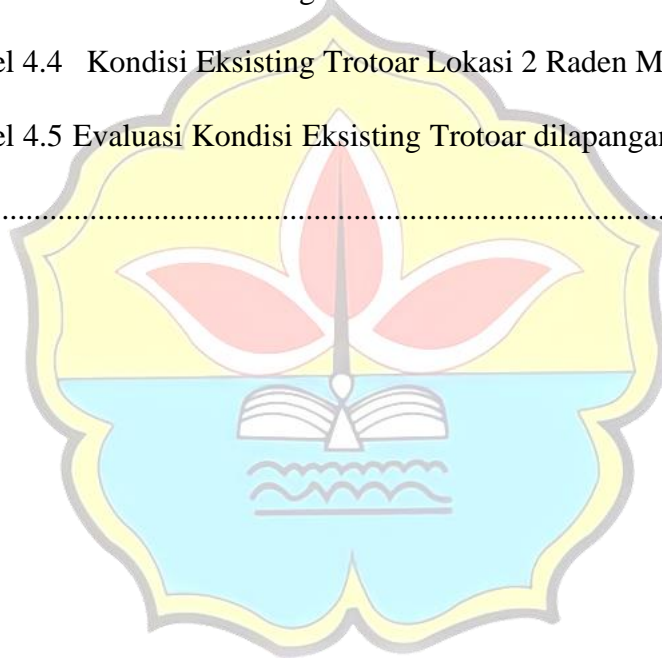 el 4.4 Kondisi Eksisting Trotoar Lokasi 2 Raden M
el 4.5 Evaluasi Kondisi Eksisting Trotoar dilapangan
................................................................................